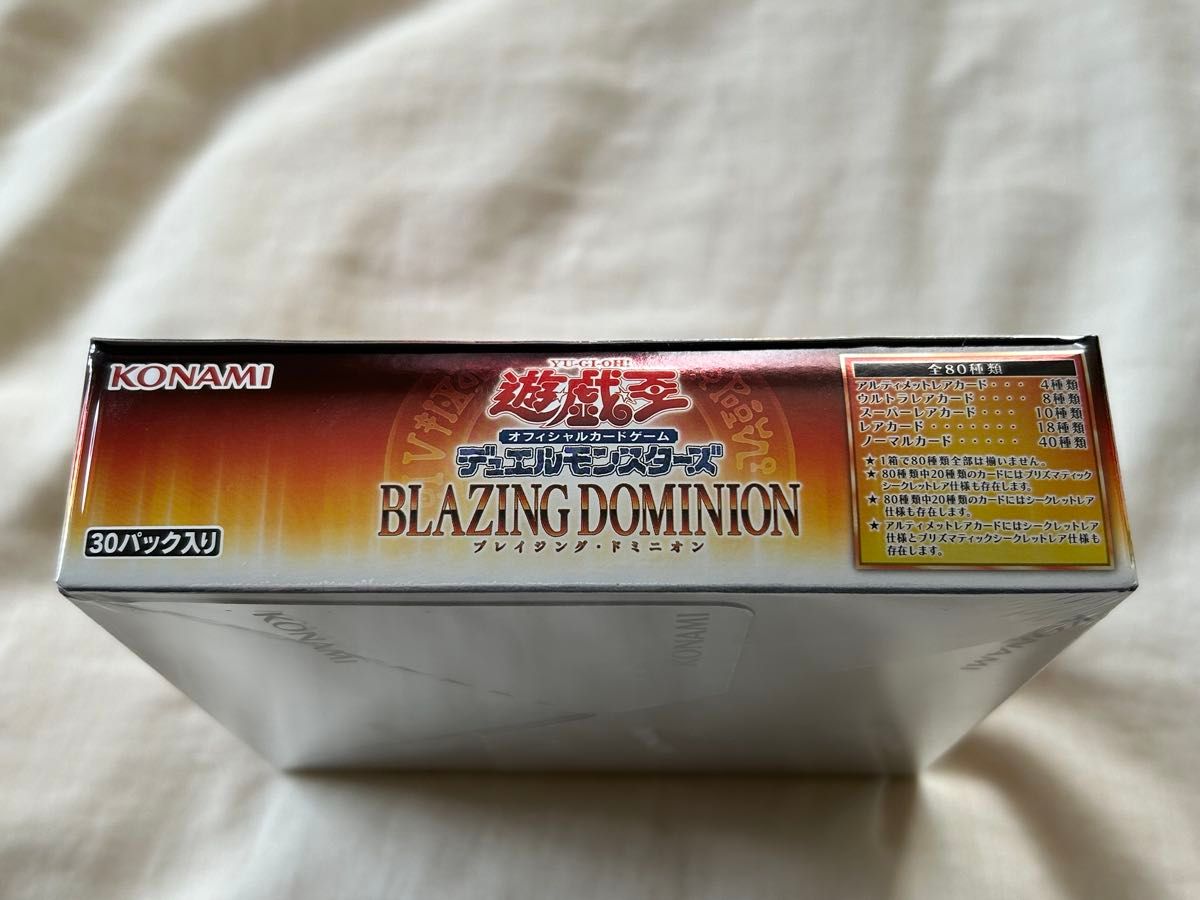 KONAMI
YU-GI-OH!
遊戯王
オフィシャルカードゲーム
デュエルモンスターズ
BLAZING DOMINION
ブレイジング・ドミニオン
30パック入り
全80種類
アルティメットレアカード・・・ 4種類
ウルトラレアカード・・・・ 8種類
スーパーレアカード・・・・ 10種類
レアカード・・・・・・・ 18種類
ノーマルカード・・・・・ 40種類
★1箱で80種類全部は揃いません。
★80種類中20種類のカードにはプリズマティック
シークレットレア仕様も存在します。
★80種類中20種類のカードにはシークレットレア
仕様も存在します。
★アルティメットレアカードにはシークレットレア
仕様とプリズマティックシークレットレア仕様も
存在します。
KONAMI
KONAMI
KONAMI